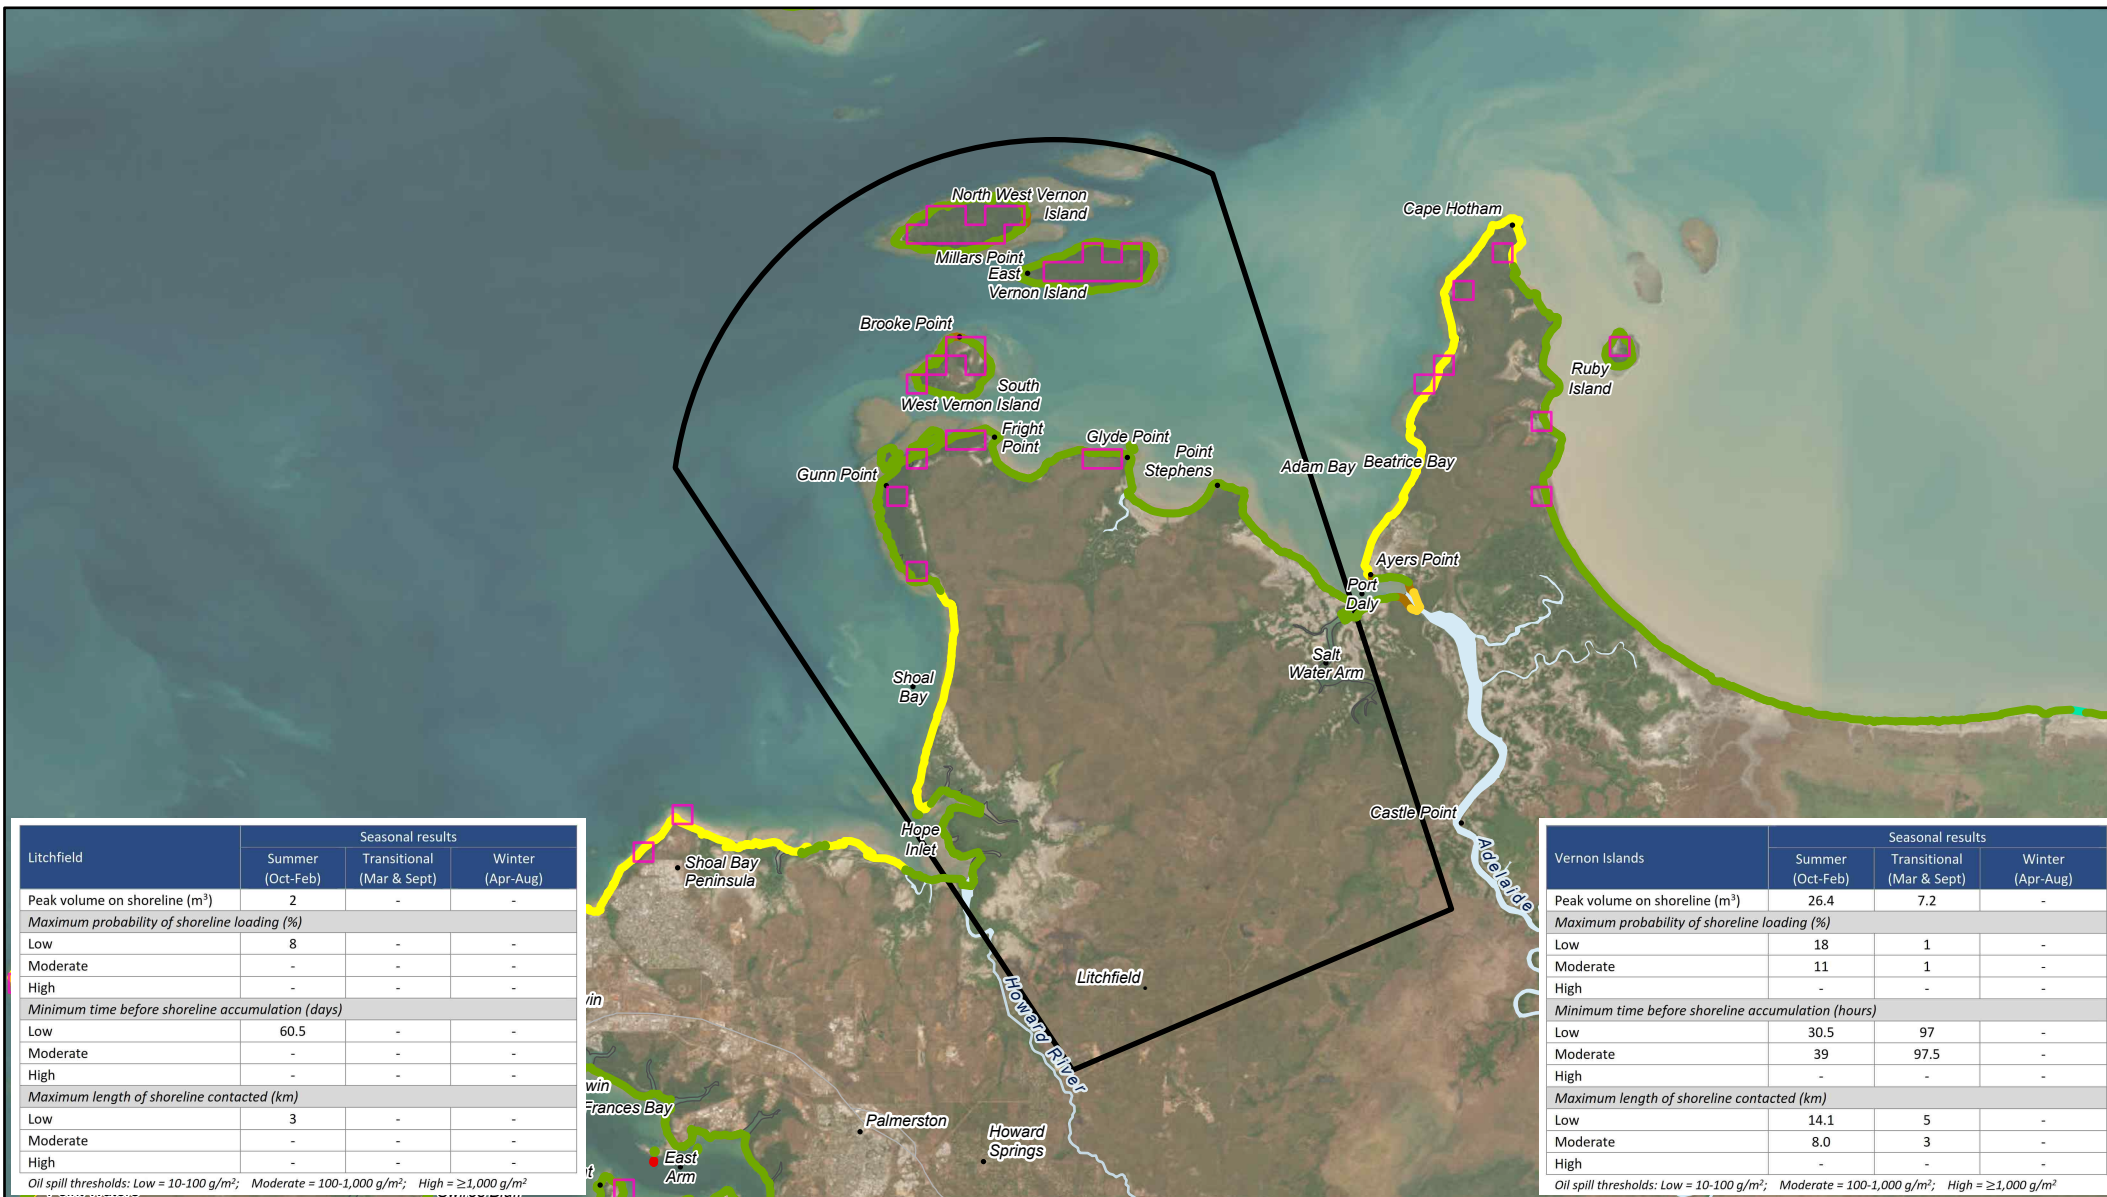 North West Vernon
Island
Cape Hotham
Millars Point
East
Vernon Island
Brooke Point
South
West Vernon Island
Ruby
Island
Fright
Point
Glyde Point
Point
Stephens
Gunn Point
Adam Bay
Beatrice Bay
Ayers Point
Port
Daly
Salt
Water Arm
Shoal
Bay
Castle Point
Hope
Inlet
Shoal Bay
Peninsula
Adelaide
Litchfield
Howard River
Palmerston
Howard
Springs
Frances Bay
East
Arm
vin
win
nt
Litchfield
Seasonal results
Summer (Oct-Feb) Transitional (Mar & Sept) Winter (Apr-Aug)
Peak volume on shoreline (m³) 2 - -
Maximum probability of shoreline loading (%)
Low 8 - -
Moderate - - -
High - - -
Minimum time before shoreline accumulation (days)
Low 60.5 - -
Moderate - - -
High - - -
Maximum length of shoreline contacted (km)
Low 3 - -
Moderate - - -
High - - -
Oil spill thresholds: Low = 10-100 g/m²; Moderate = 100-1,000 g/m²; High = ≥1,000 g/m²
Vernon Islands
Seasonal results
Summer (Oct-Feb) Transitional (Mar & Sept) Winter (Apr-Aug)
Peak volume on shoreline (m³) 26.4 7.2 -
Maximum probability of shoreline loading (%)
Low 18 1 -
Moderate 11 1 -
High - - -
Minimum time before shoreline accumulation (hours)
Low 30.5 97 -
Moderate 39 97.5 -
High - - -
Maximum length of shoreline contacted (km)
Low 14.1 5 -
Moderate 8.0 3 -
High - - -
Oil spill thresholds: Low = 10-100 g/m²; Moderate = 100-1,000 g/m²; High = ≥1,000 g/m²